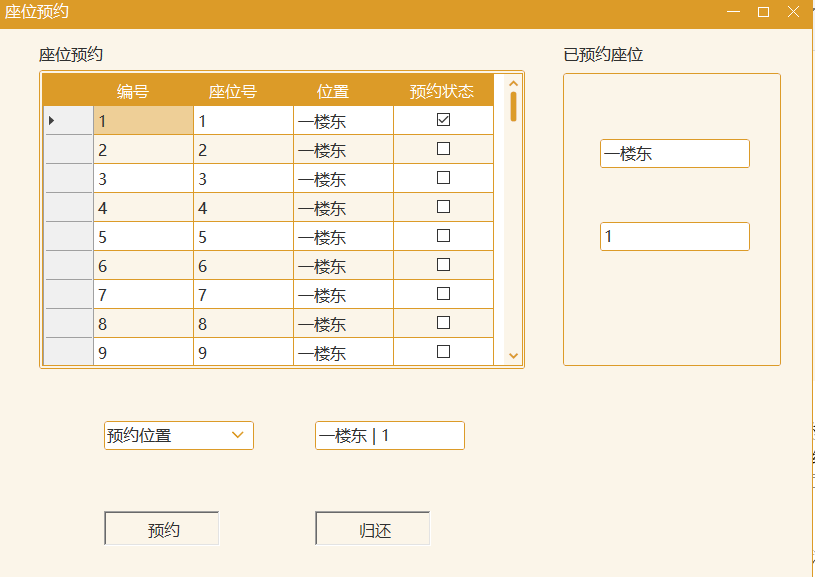 座位预约
座位预约
已预约座位
编号 座位号 位置 预约状态
1 1 一楼东
2 2 一楼东
3 3 一楼东
4 4 一楼东
5 5 一楼东
6 6 一楼东
7 7 一楼东
8 8 一楼东
9 9 一楼东
一楼东
1
预约位置
一楼东 | 1
预约
归还